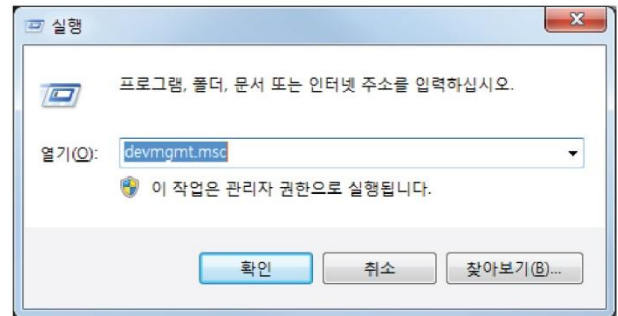 실행
프로그램, 폴더, 문서 또는 인터넷 주소를 입력하십시오.
열기(O): devmgmt.msc
이 작업은 관리자 권한으로 실행됩니다.
확인 취소 찾아보기(B)...